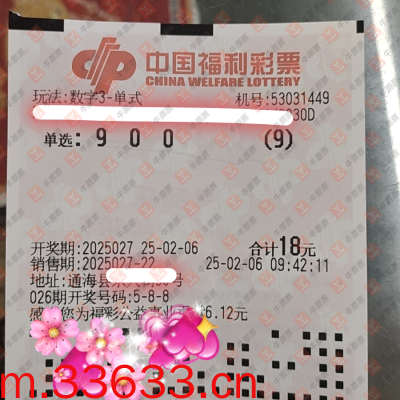 中国福利彩票
CHINA WELFARE LOTTERY
玩法:数字3-单式 机号:53031449
030D
单选: 9 0 0 (9)
开奖期:2025027 25-02-06 合计18元
销售期:2025027-22 25-02-06 09:42:11
地址:通海县 号
026期开奖号码:5-8-8
感 您为福彩公益事业 6.12元
m.33633.cn